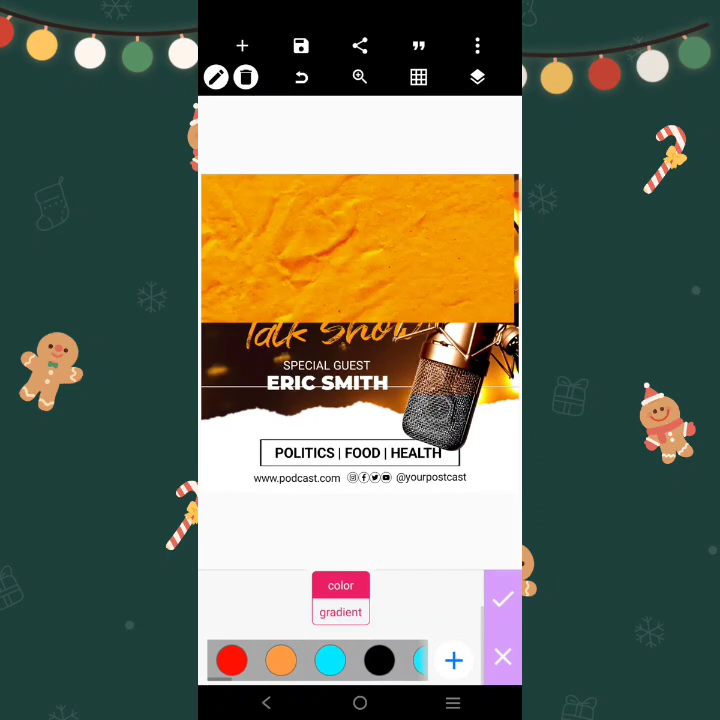 Talk Show
SPECIAL GUEST
ERIC SMITH
POLITICS | FOOD | HEALTH
www.podcast.com @yourpostcast
color
gradient